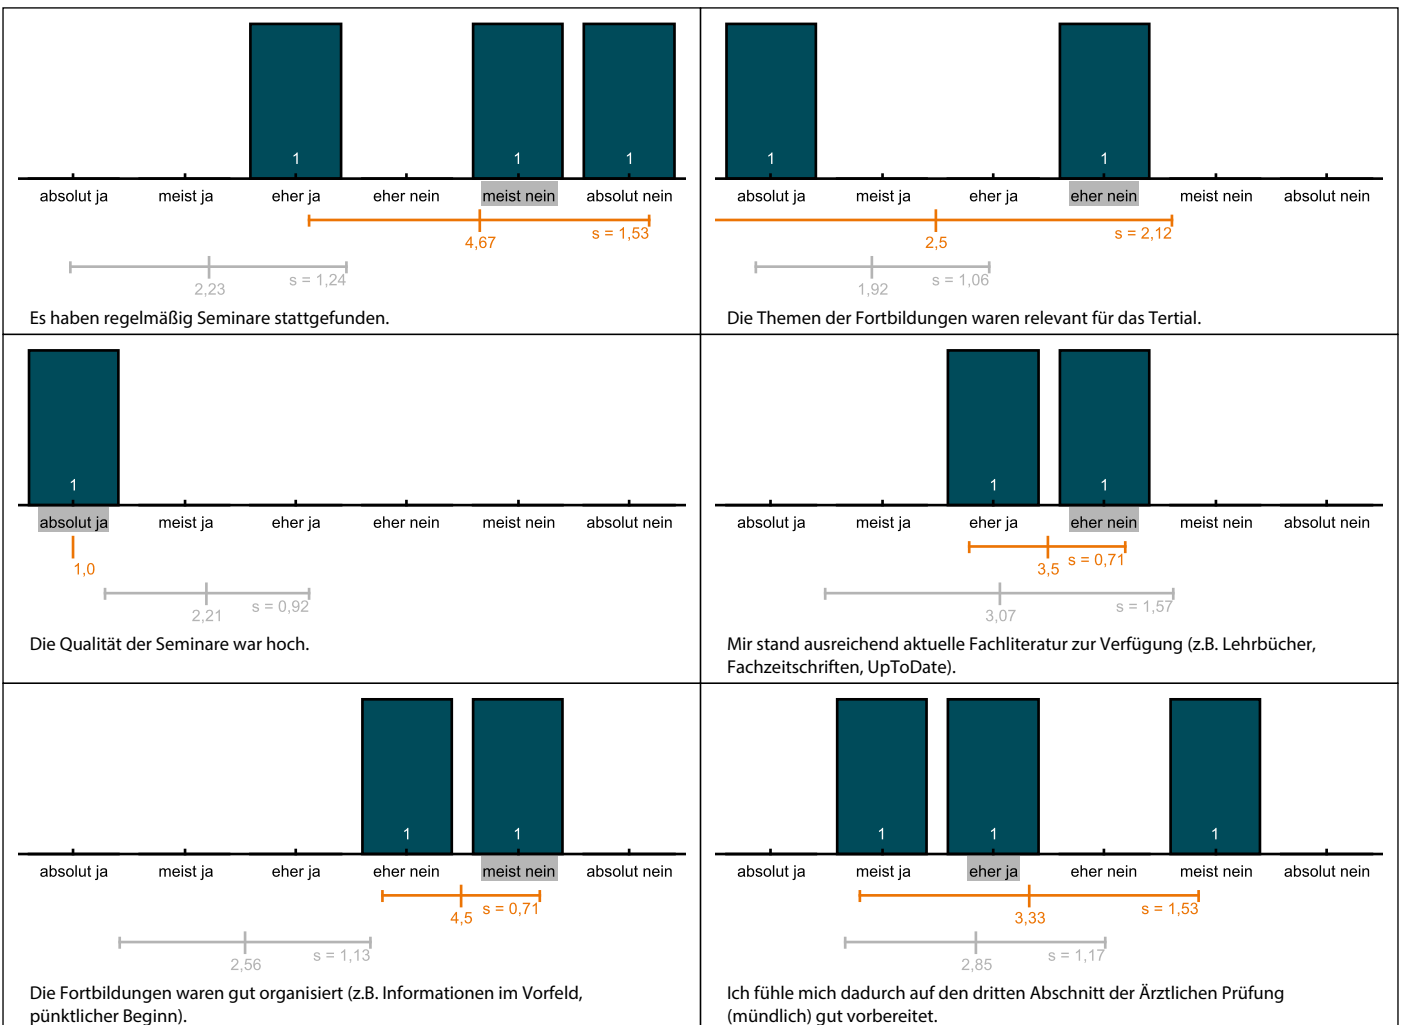 1
1
1
absolut ja meist ja eher ja eher nein meist nein absolut nein
4,67
s = 1,53
2,23
s = 1,24
Es haben regelmäßig Seminare stattgefunden.
1
1
absolut ja meist ja eher ja eher nein meist nein absolut nein
2,5
s = 2,12
1,92
s = 1,06
Die Themen der Fortbildungen waren relevant für das Tertial.
1
absolut ja meist ja eher ja eher nein meist nein absolut nein
1,0
2,21
s = 0,92
Die Qualität der Seminare war hoch.
1
1
absolut ja meist ja eher ja eher nein meist nein absolut nein
3,5
s = 0,71
3,07
s = 1,57
Mir stand ausreichend aktuelle Fachliteratur zur Verfügung (z.B. Lehrbücher,
Fachzeitschriften, UpToDate).
1
1
absolut ja meist ja eher ja eher nein meist nein absolut nein
4,5
s = 0,71
2,56
s = 1,13
Die Fortbildungen waren gut organisiert (z.B. Informationen im Vorfeld,
pünktlicher Beginn).
1
1
1
absolut ja meist ja eher ja eher nein meist nein absolut nein
3,33
s = 1,53
2,85
s = 1,17
Ich fühle mich dadurch auf den dritten Abschnitt der Ärztlichen Prüfung
(mündlich) gut vorbereitet.